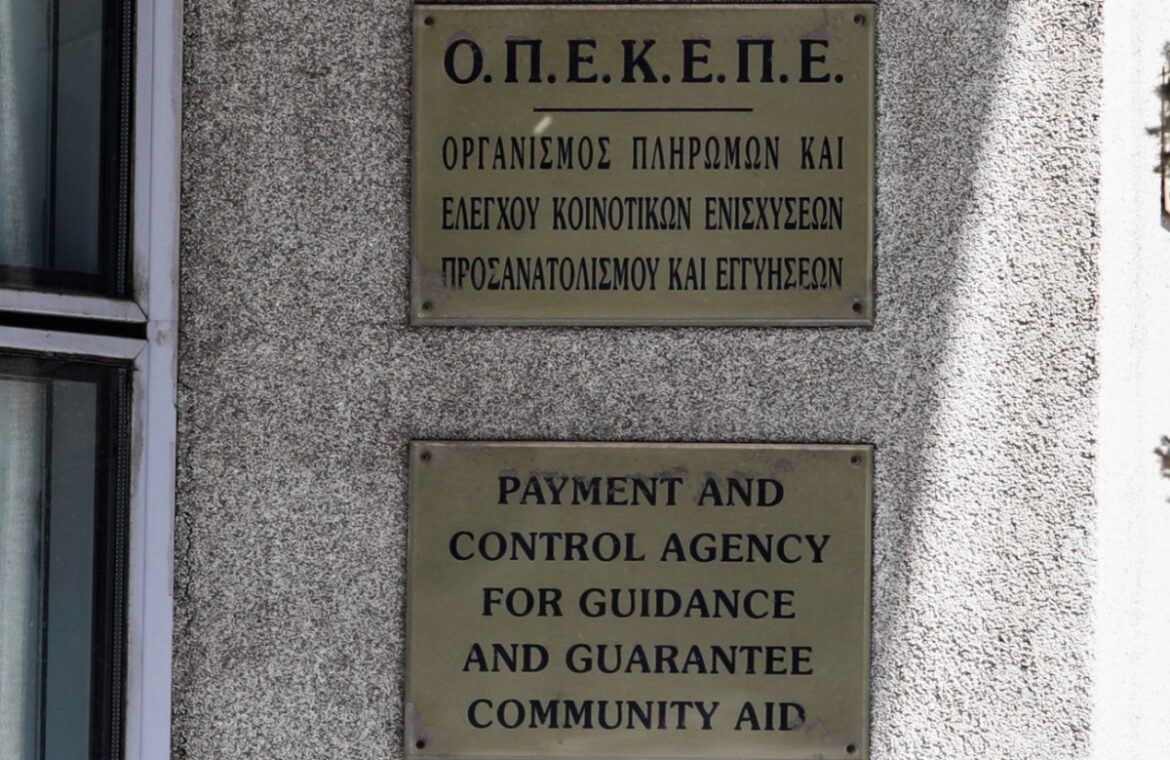 Ο.Π.Ε.Κ.Ε.Π.Ε.
ΟΡΓΑΝΙΣΜΟΣ ΠΛΗΡΩΜΩΝ ΚΑΙ
ΕΛΕΓΧΟΥ ΚΟΙΝΟΤΙΚΩΝ ΕΝΙΣΧΥΣΕΩΝ
ΠΡΟΣΑΝΑΤΟΛΙΣΜΟΥ ΚΑΙ ΕΓΓΥΗΣΕΩΝ
PAYMENT AND
CONTROL AGENCY
FOR GUIDANCE
AND GUARANTEE
COMMUNITY AID